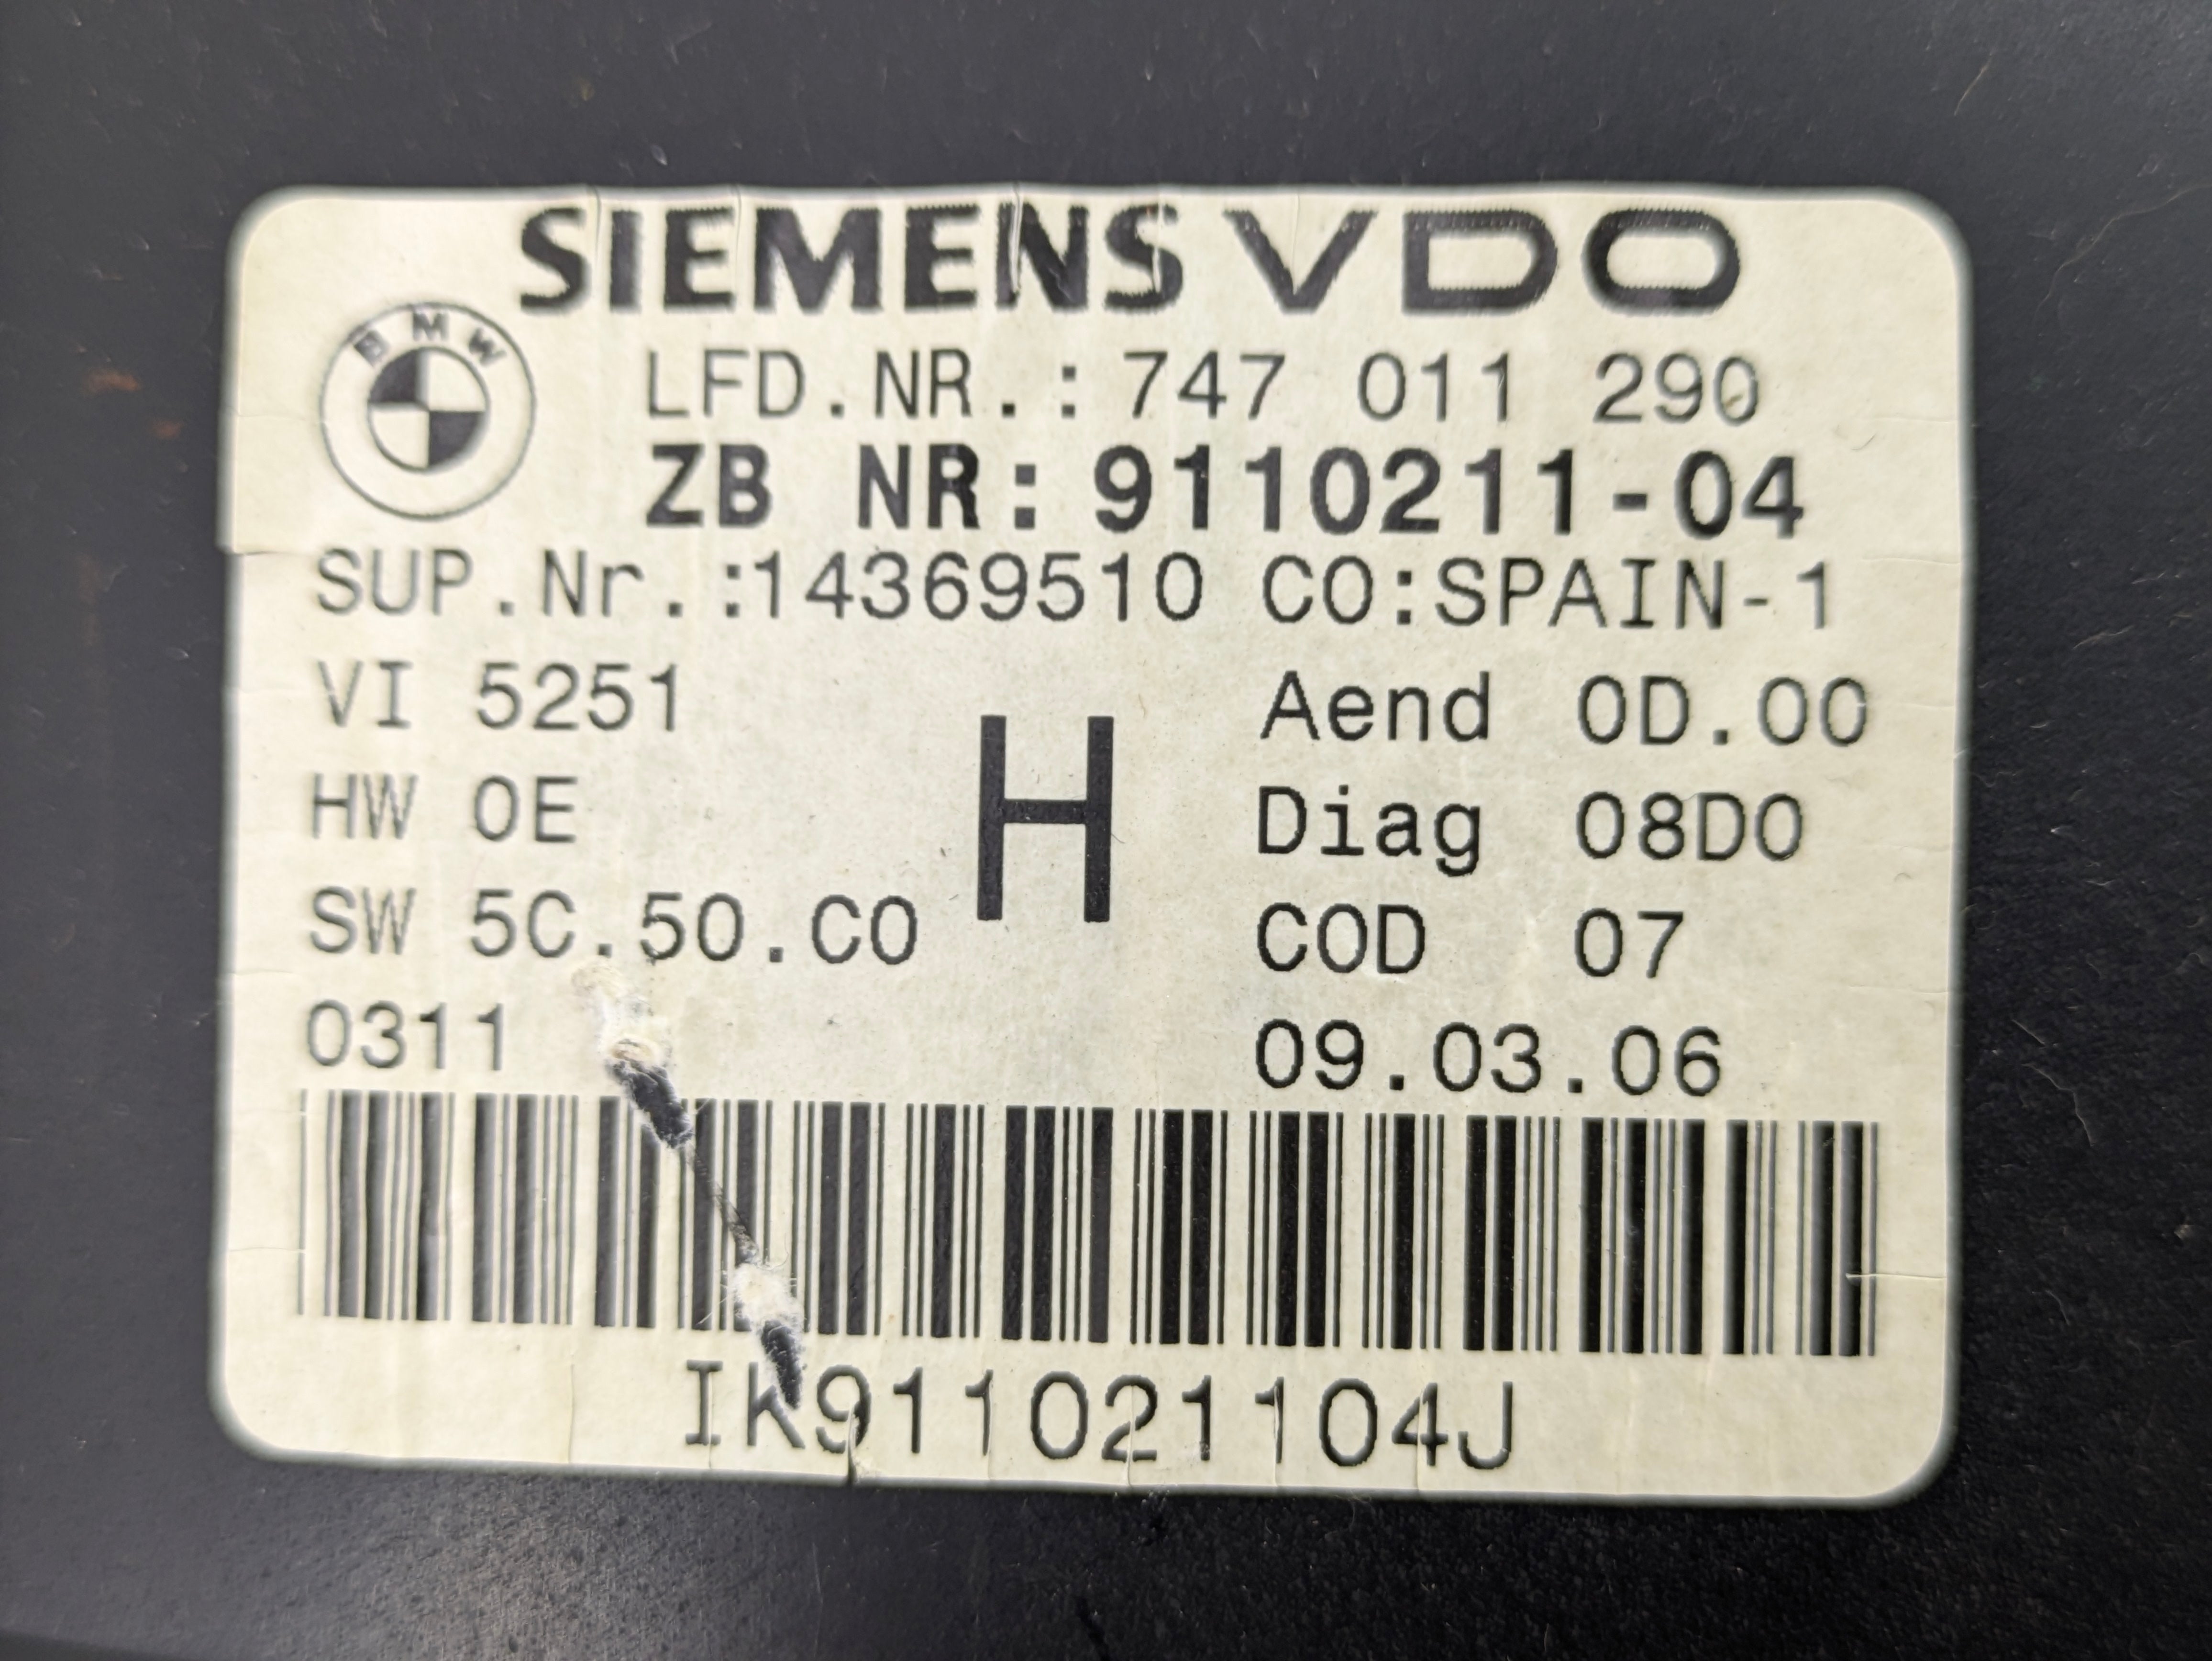 SIEMENS VDO
BMW
LFD.NR.:747 011 290
ZB NR:9110211-04
SUP.Nr.:14369510 CO:SPAIN-1
VI 5251 Aend 0D.00
H
HW 0E Diag 08D0
SW 5C.50.C0 COD 07
0311 09.03.06
IK911021104J